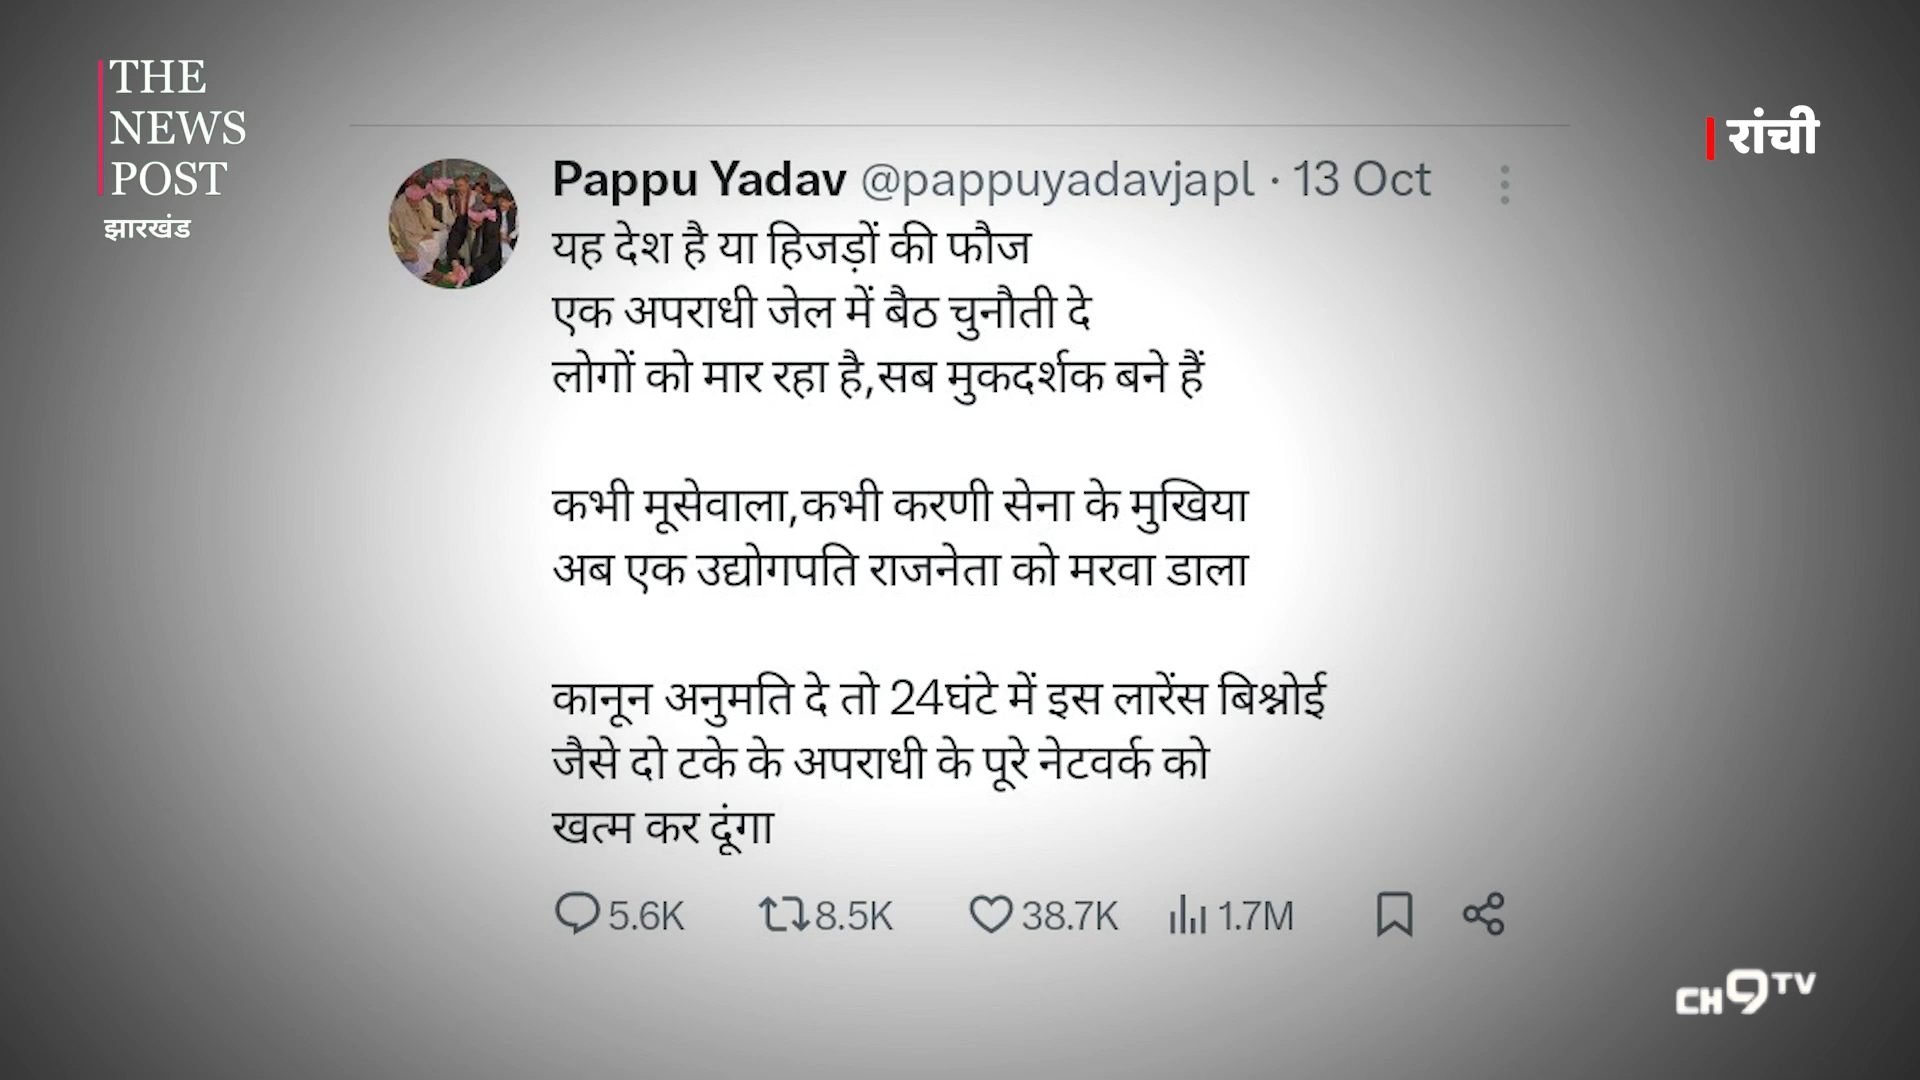 THE
NEWS
POST
झारखंड
रांची
Pappu Yadav @pappuyadavjapl · 13 Oct
यह देश है या हिजड़ों की फौज
एक अपराधी जेल में बैठ चुनौती दे
लोगों को मार रहा है,सब मुकदर्शक बने हैं
कभी मूसेवाला,कभी करणी सेना के मुखिया
अब एक उद्योगपति राजनेता को मरवा डाला
कानून अनुमति दे तो 24घंटे में इस लारेंस बिश्नोई
जैसे दो टके के अपराधी के पूरे नेटवर्क को
खत्म कर दूंगा
5.6K 8.5K 38.7K 1.7M
CH9TV